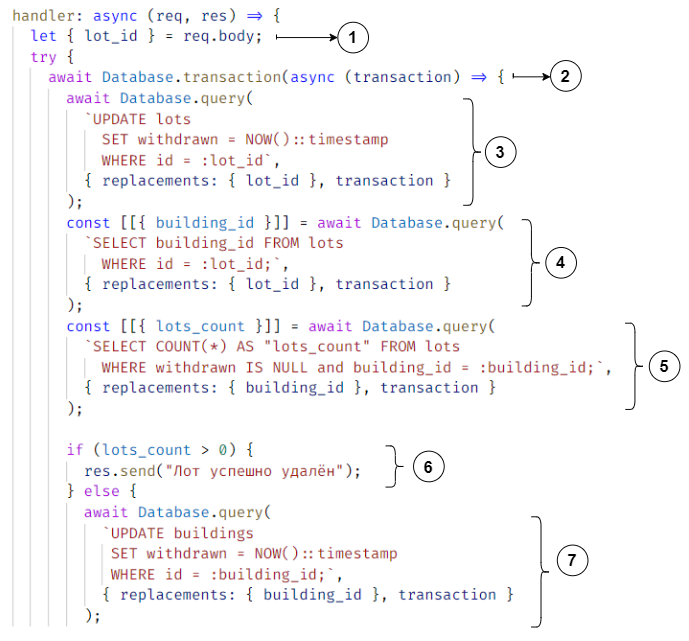 handler: async (req, res) => {
let { lot_id } = req.body; 1
try {
await Database.transaction(async (transaction) => { 2
await Database.query(
`UPDATE lots
SET withdrawn = NOW()::timestamp
WHERE id = :lot_id`, 3
{ replacements: { lot_id }, transaction }
);
const [[{ building_id }]] = await Database.query(
`SELECT building_id FROM lots
WHERE id = :lot_id;`, 4
{ replacements: { lot_id }, transaction }
);
const [[{ lots_count }]] = await Database.query(
`SELECT COUNT(*) AS "lots_count" FROM lots
WHERE withdrawn IS NULL and building_id = :building_id;`, 5
{ replacements: { building_id }, transaction }
);
if (lots_count > 0) {
res.send("Лот успешно удалён"); 6
} else {
await Database.query(
`UPDATE buildings
SET withdrawn = NOW()::timestamp 7
WHERE id = :building_id;`,
{ replacements: { building_id }, transaction }
);